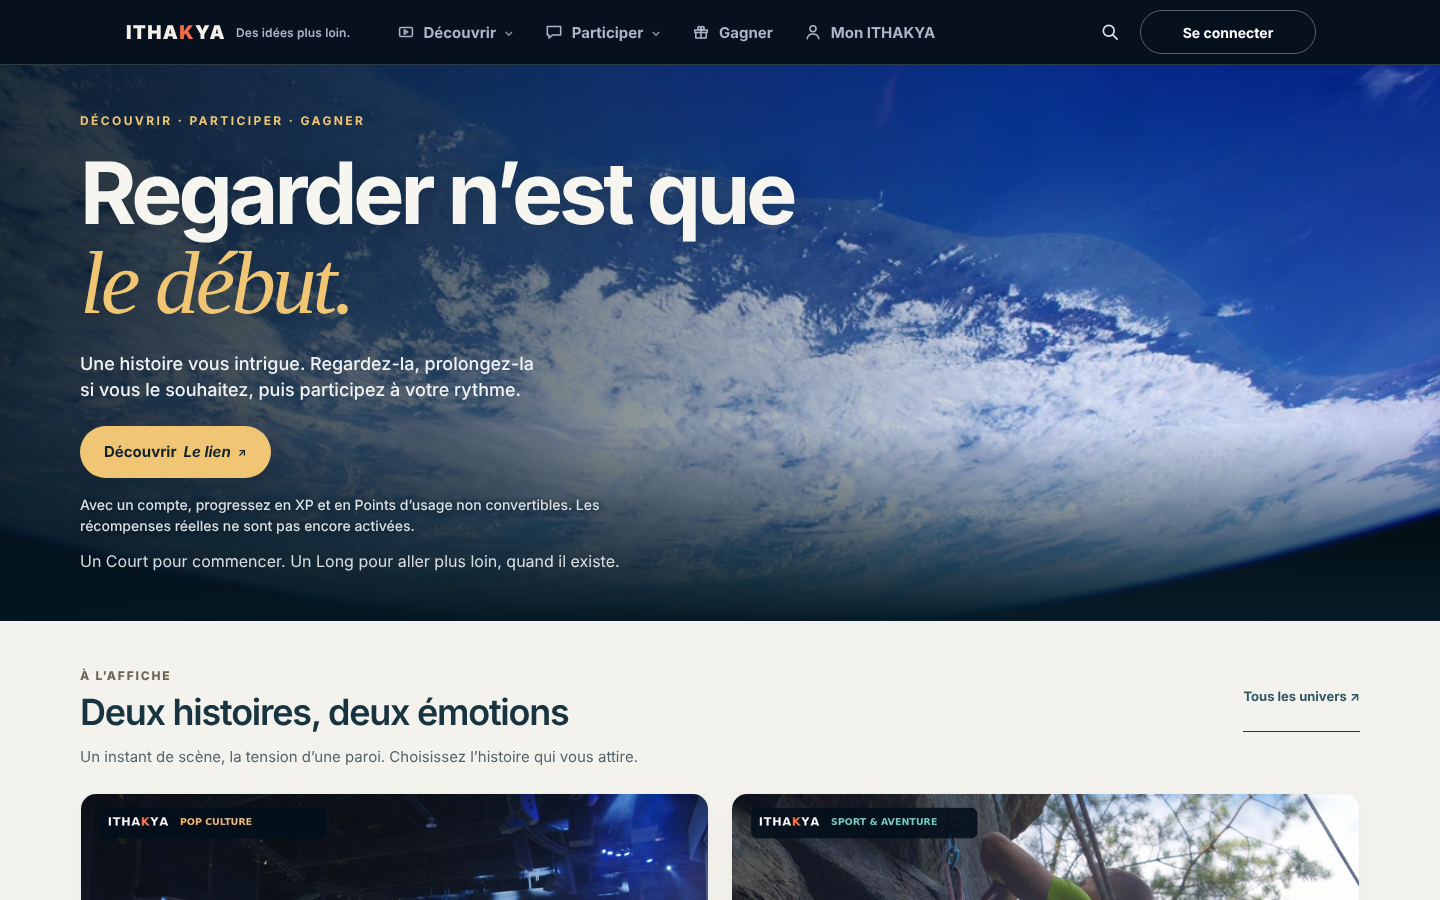 ITHAKYA Des idées plus loin. Découvrir Participer Gagner Mon ITHAKYA Se connecter
DÉCOUVRIR · PARTICIPER · GAGNER
Regarder n’est que
le début.
Une histoire vous intrigue. Regardez-la, prolongez-la
si vous le souhaitez, puis participez à votre rythme.
Découvrir Le lien ↗
Avec un compte, progressez en XP et en Points d’usage non convertibles. Les
récompenses réelles ne sont pas encore activées.
Un Court pour commencer. Un Long pour aller plus loin, quand il existe.
À L’AFFICHE
Deux histoires, deux émotions
Tous les univers ↗
Un instant de scène, la tension d’une paroi. Choisissez l’histoire qui vous attire.
ITHAKYA POP CULTURE
ITHAKYA SPORT & AVENTURE